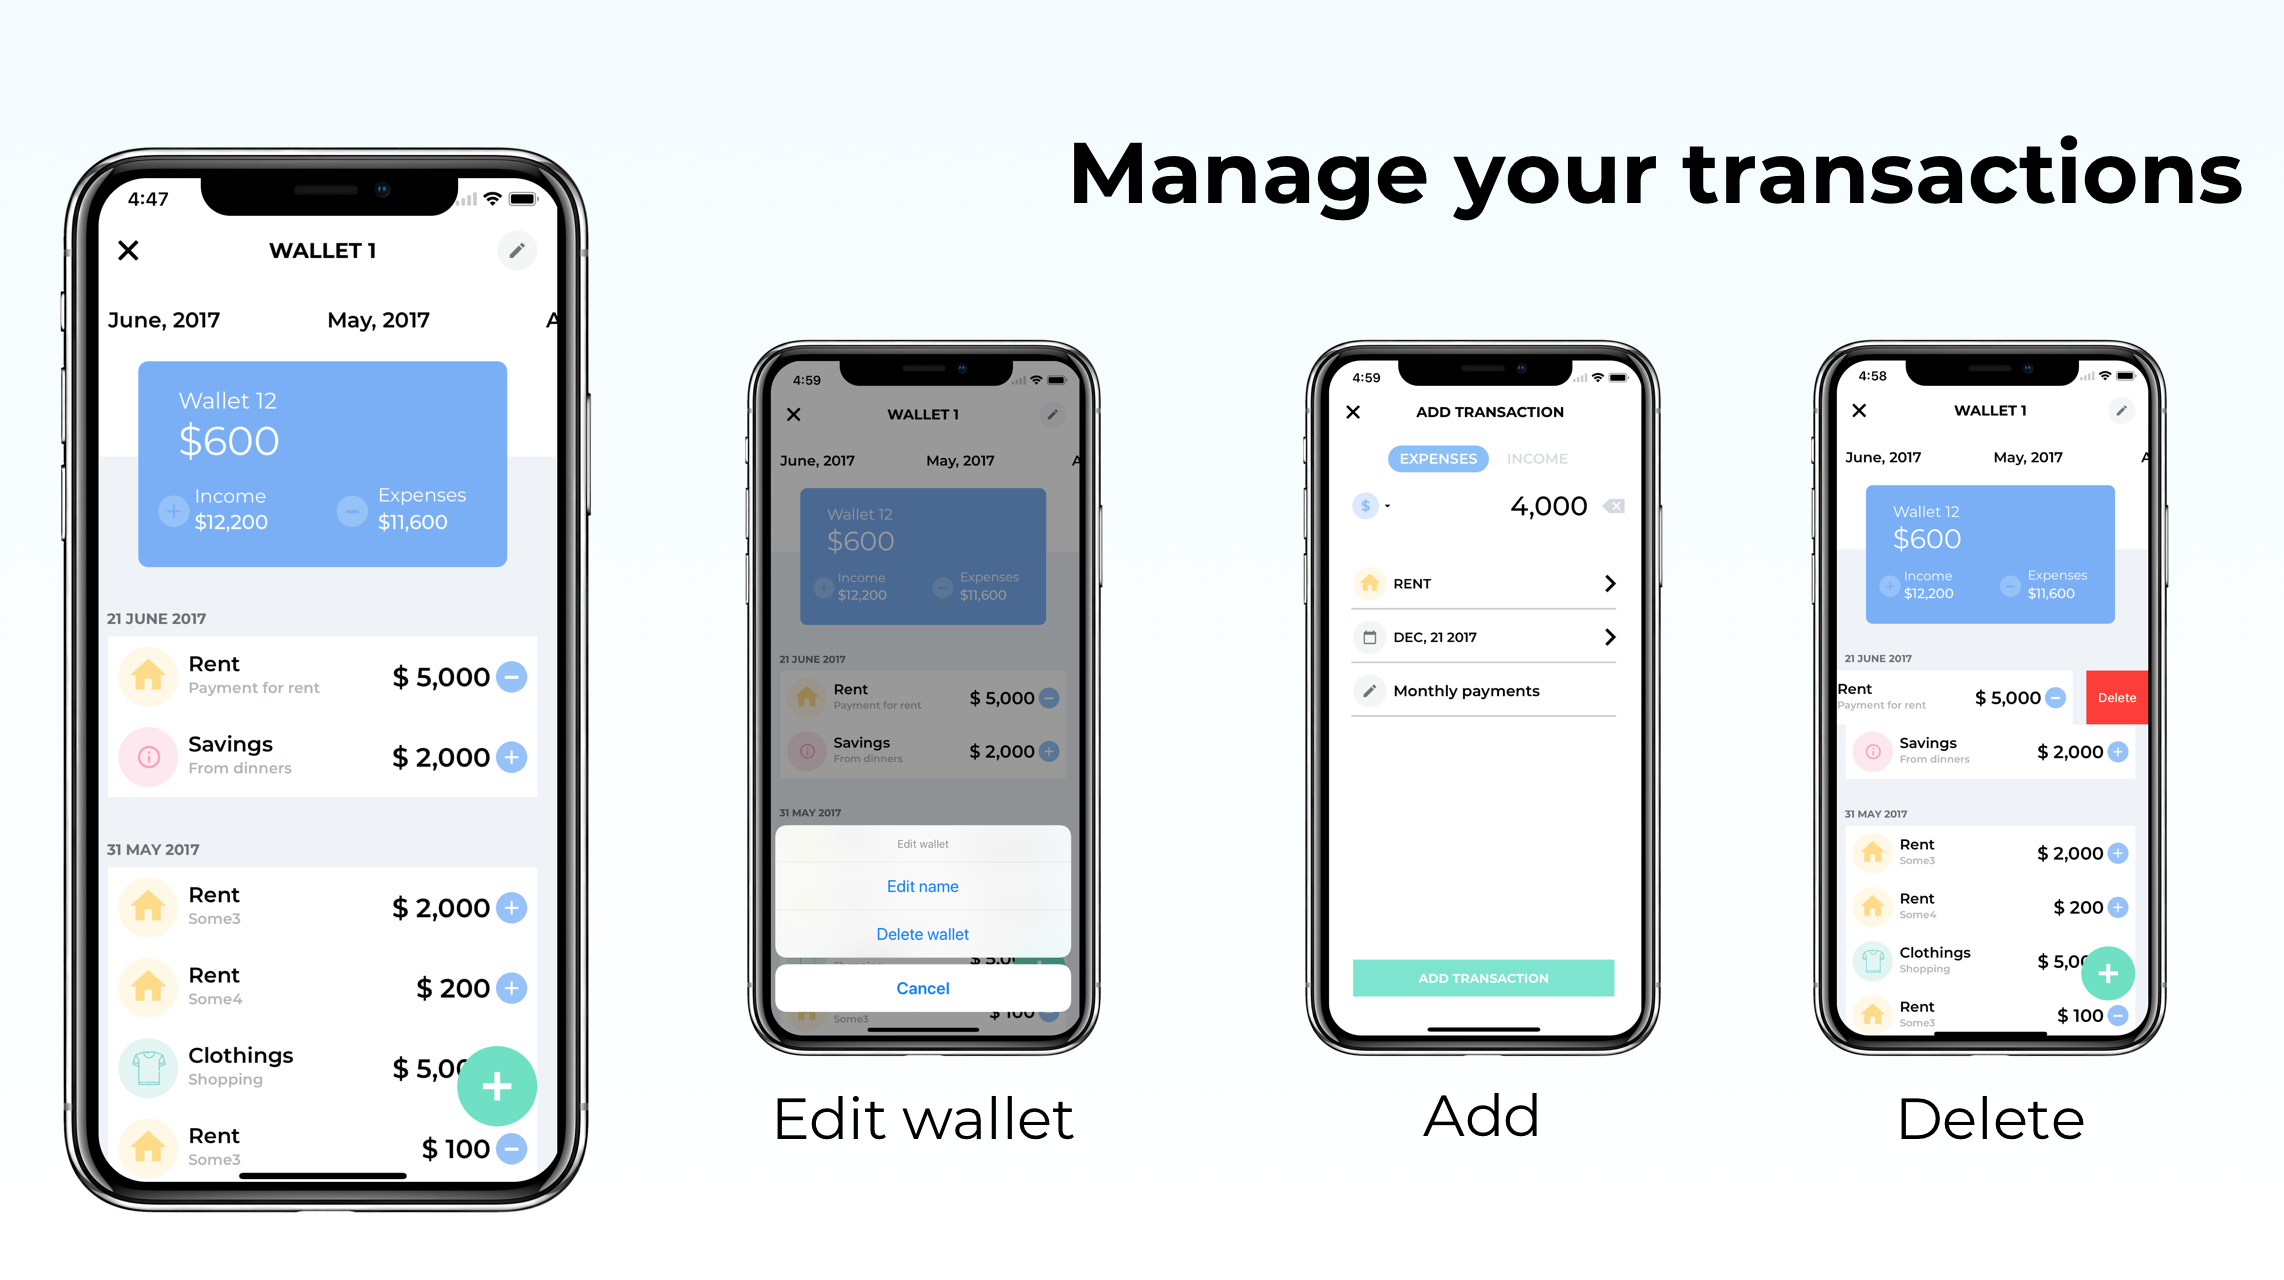 Manage your transactions
4:47
WALLET 1
June, 2017 May, 2017 A
Wallet 12
$600
Income Expenses
$12,200 $11,600
21 JUNE 2017
Rent
Payment for rent
$ 5,000
Savings
From dinners
$ 2,000
31 MAY 2017
Rent
Some3
$ 2,000
Rent
Some4
$ 200
Clothings
Shopping
$ 5,00
Rent
Some3
$ 100
4:59
WALLET 1
June, 2017 May, 2017 A
Wallet 12
$600
Income Expenses
$12,200 $11,600
21 JUNE 2017
Rent
Payment for rent
$ 5,000
Savings
From dinners
$ 2,000
31 MAY 2017
Edit wallet
Edit name
Delete wallet
Shopping
$ 5,0
Cancel
Some3
$ 100
Edit wallet
4:59
ADD TRANSACTION
EXPENSES INCOME
$ 4,000
RENT
DEC, 21 2017
Monthly payments
ADD TRANSACTION
Add
4:58
WALLET 1
June, 2017 May, 2017 A
Wallet 12
$600
Income Expenses
$12,200 $11,600
21 JUNE 2017
Rent
Payment for rent
$ 5,000
Delete
Savings
From dinners
$ 2,000
31 MAY 2017
Rent
Some3
$ 2,000
Rent
Some4
$ 200
Clothings
Shopping
$ 5,00
Rent
Some3
$ 100
Delete